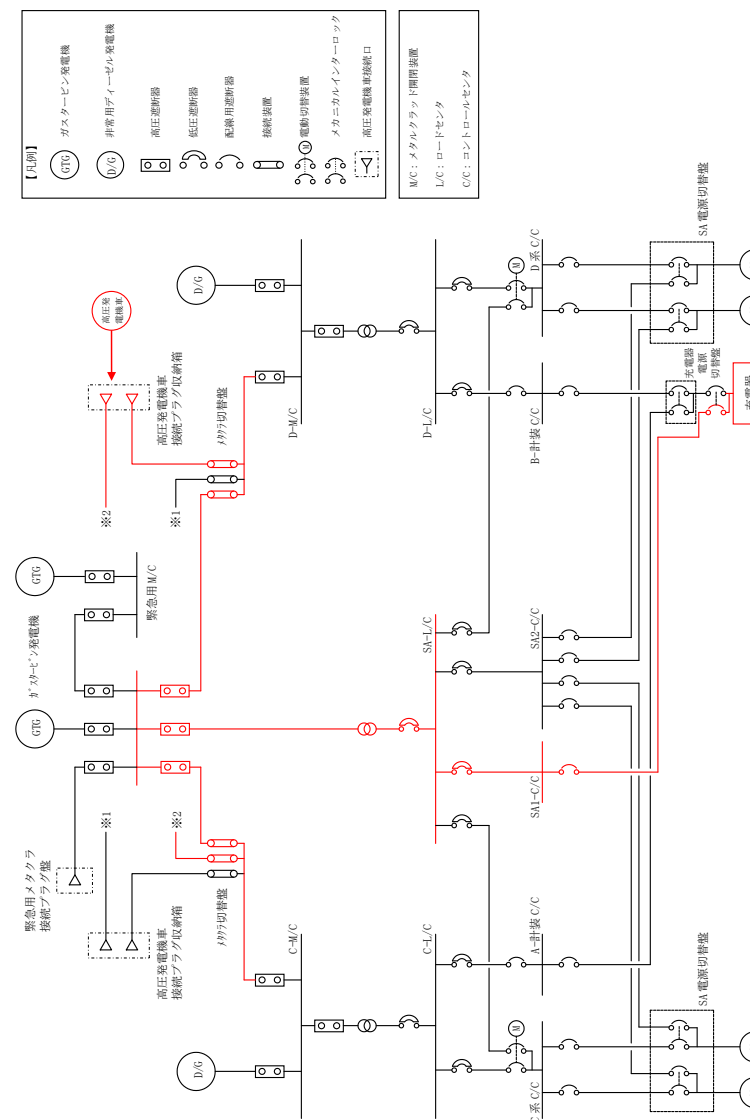 【凡例】
GTG
ガスタービン発電機
D/G
非常用ディーゼル発電機
高圧遮断器
低圧遮断器
配線用遮断器
接続装置
M
電動切替装置
メカニカルインターロック
高圧発電機車接続口
M/C：メタルクラッド開閉装置
L/C：ロードセンタ
C/C：コントロールセンタ
高圧発
電機車
高圧発電機車
接続プラグ収納箱
※2
※1
メタクラ切替盤
D/G
D-M/C
D-L/C
M
D系 C/C
B-計装 C/C
SA電源切替盤
充電器
電源
切替盤
充電器
GTG
緊急用 M/C
ガスタービン発電機
GTG
SA-L/C
SA2-C/C
SA1-C/C
緊急用メタクラ
接続プラグ盤
※1
※2
高圧発電機車
接続プラグ収納箱
メタクラ切替盤
C-M/C
D/G
C-L/C
A-計装 C/C
M
C系 C/C
SA電源切替盤